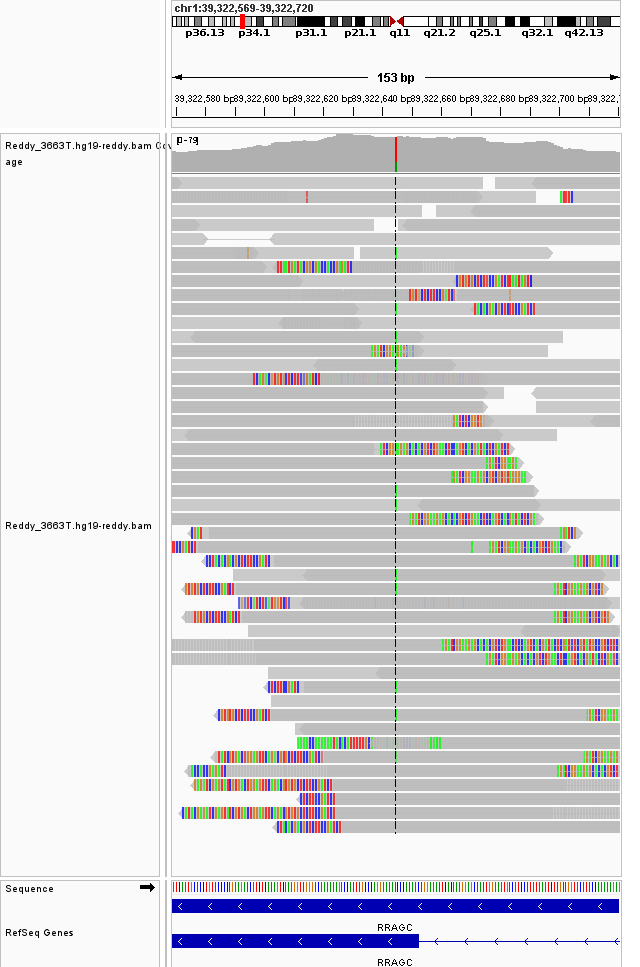 chr1:39,322,569-39,322,720
p36.13 p34.1 p31.1 p21.1 q11 q21.2 q25.1 q32.1 q42.13
153 bp
39,322,580 bp 39,322,600 bp 39,322,620 bp 39,322,640 bp 39,322,660 bp 39,322,680 bp 39,322,700 bp
Reddy_3663T.hg19-reddy.bam Cov
age
[0-79]
Reddy_3663T.hg19-reddy.bam
Sequence
RefSeq Genes
RRAGC
RRAGC